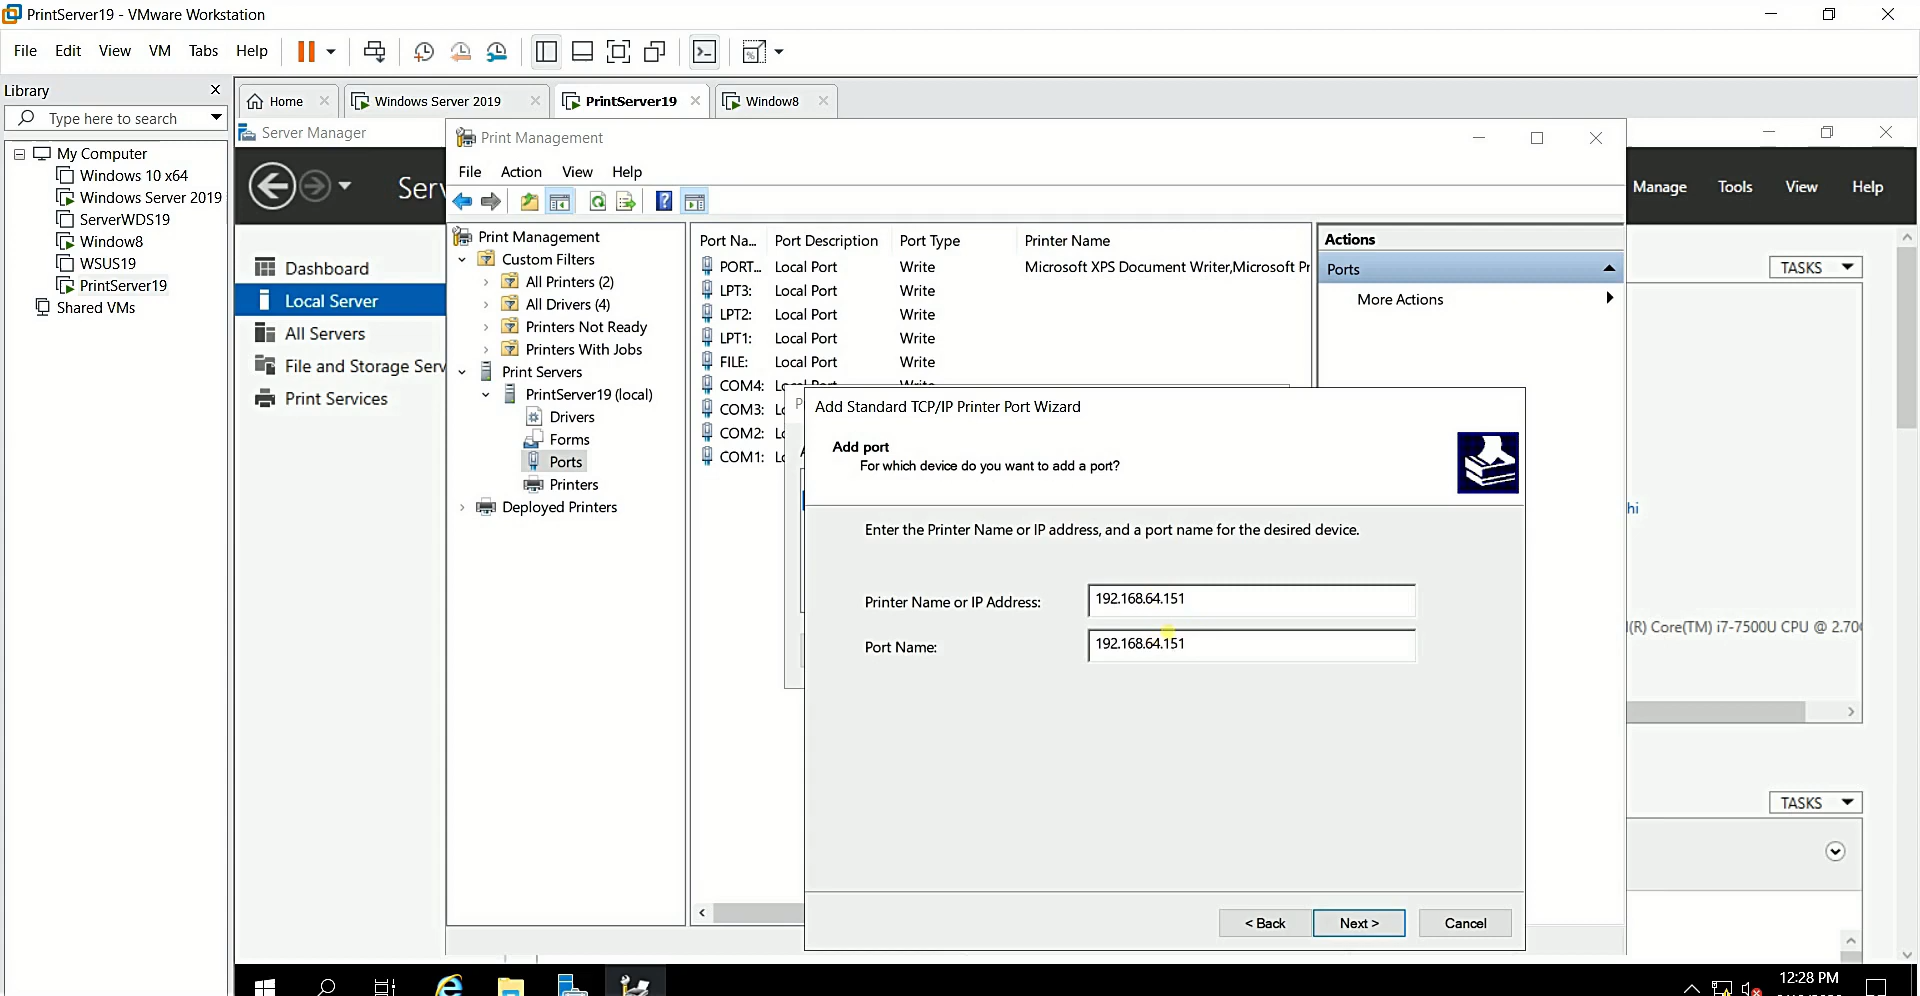 PrintServer19 - VMware Workstation
File Edit View VM Tabs Help
Library
Type here to search
My Computer
Windows 10 x64
Windows Server 2019
ServerWDS19
Window8
WSUS19
PrintServer19
Shared VMs
Home
Windows Server 2019
PrintServer19
Window8
Server Manager
Serv
Manage Tools View Help
Dashboard
Local Server
All Servers
File and Storage Serv
Print Services
Print Management
File Action View Help
Print Management
Custom Filters
All Printers (2)
All Drivers (4)
Printers Not Ready
Printers With Jobs
Print Servers
PrintServer19 (local)
Drivers
Forms
Ports
Printers
Deployed Printers
Port Na... Port Description Port Type Printer Name
PORT... Local Port Write Microsoft XPS Document Writer,Microsoft Pr
LPT3: Local Port Write
LPT2: Local Port Write
LPT1: Local Port Write
FILE: Local Port Write
COM4: Local Port Write
COM3: Lo
COM2: Lo
COM1: Lo
Actions
Ports
More Actions
TASKS
hi
(R) Core(TM) i7-7500U CPU @ 2.70
TASKS
Add Standard TCP/IP Printer Port Wizard
Add port
For which device do you want to add a port?
Enter the Printer Name or IP address, and a port name for the desired device.
Printer Name or IP Address: 192.168.64.151
Port Name: 192.168.64.151
< Back Next > Cancel
12:28 PM